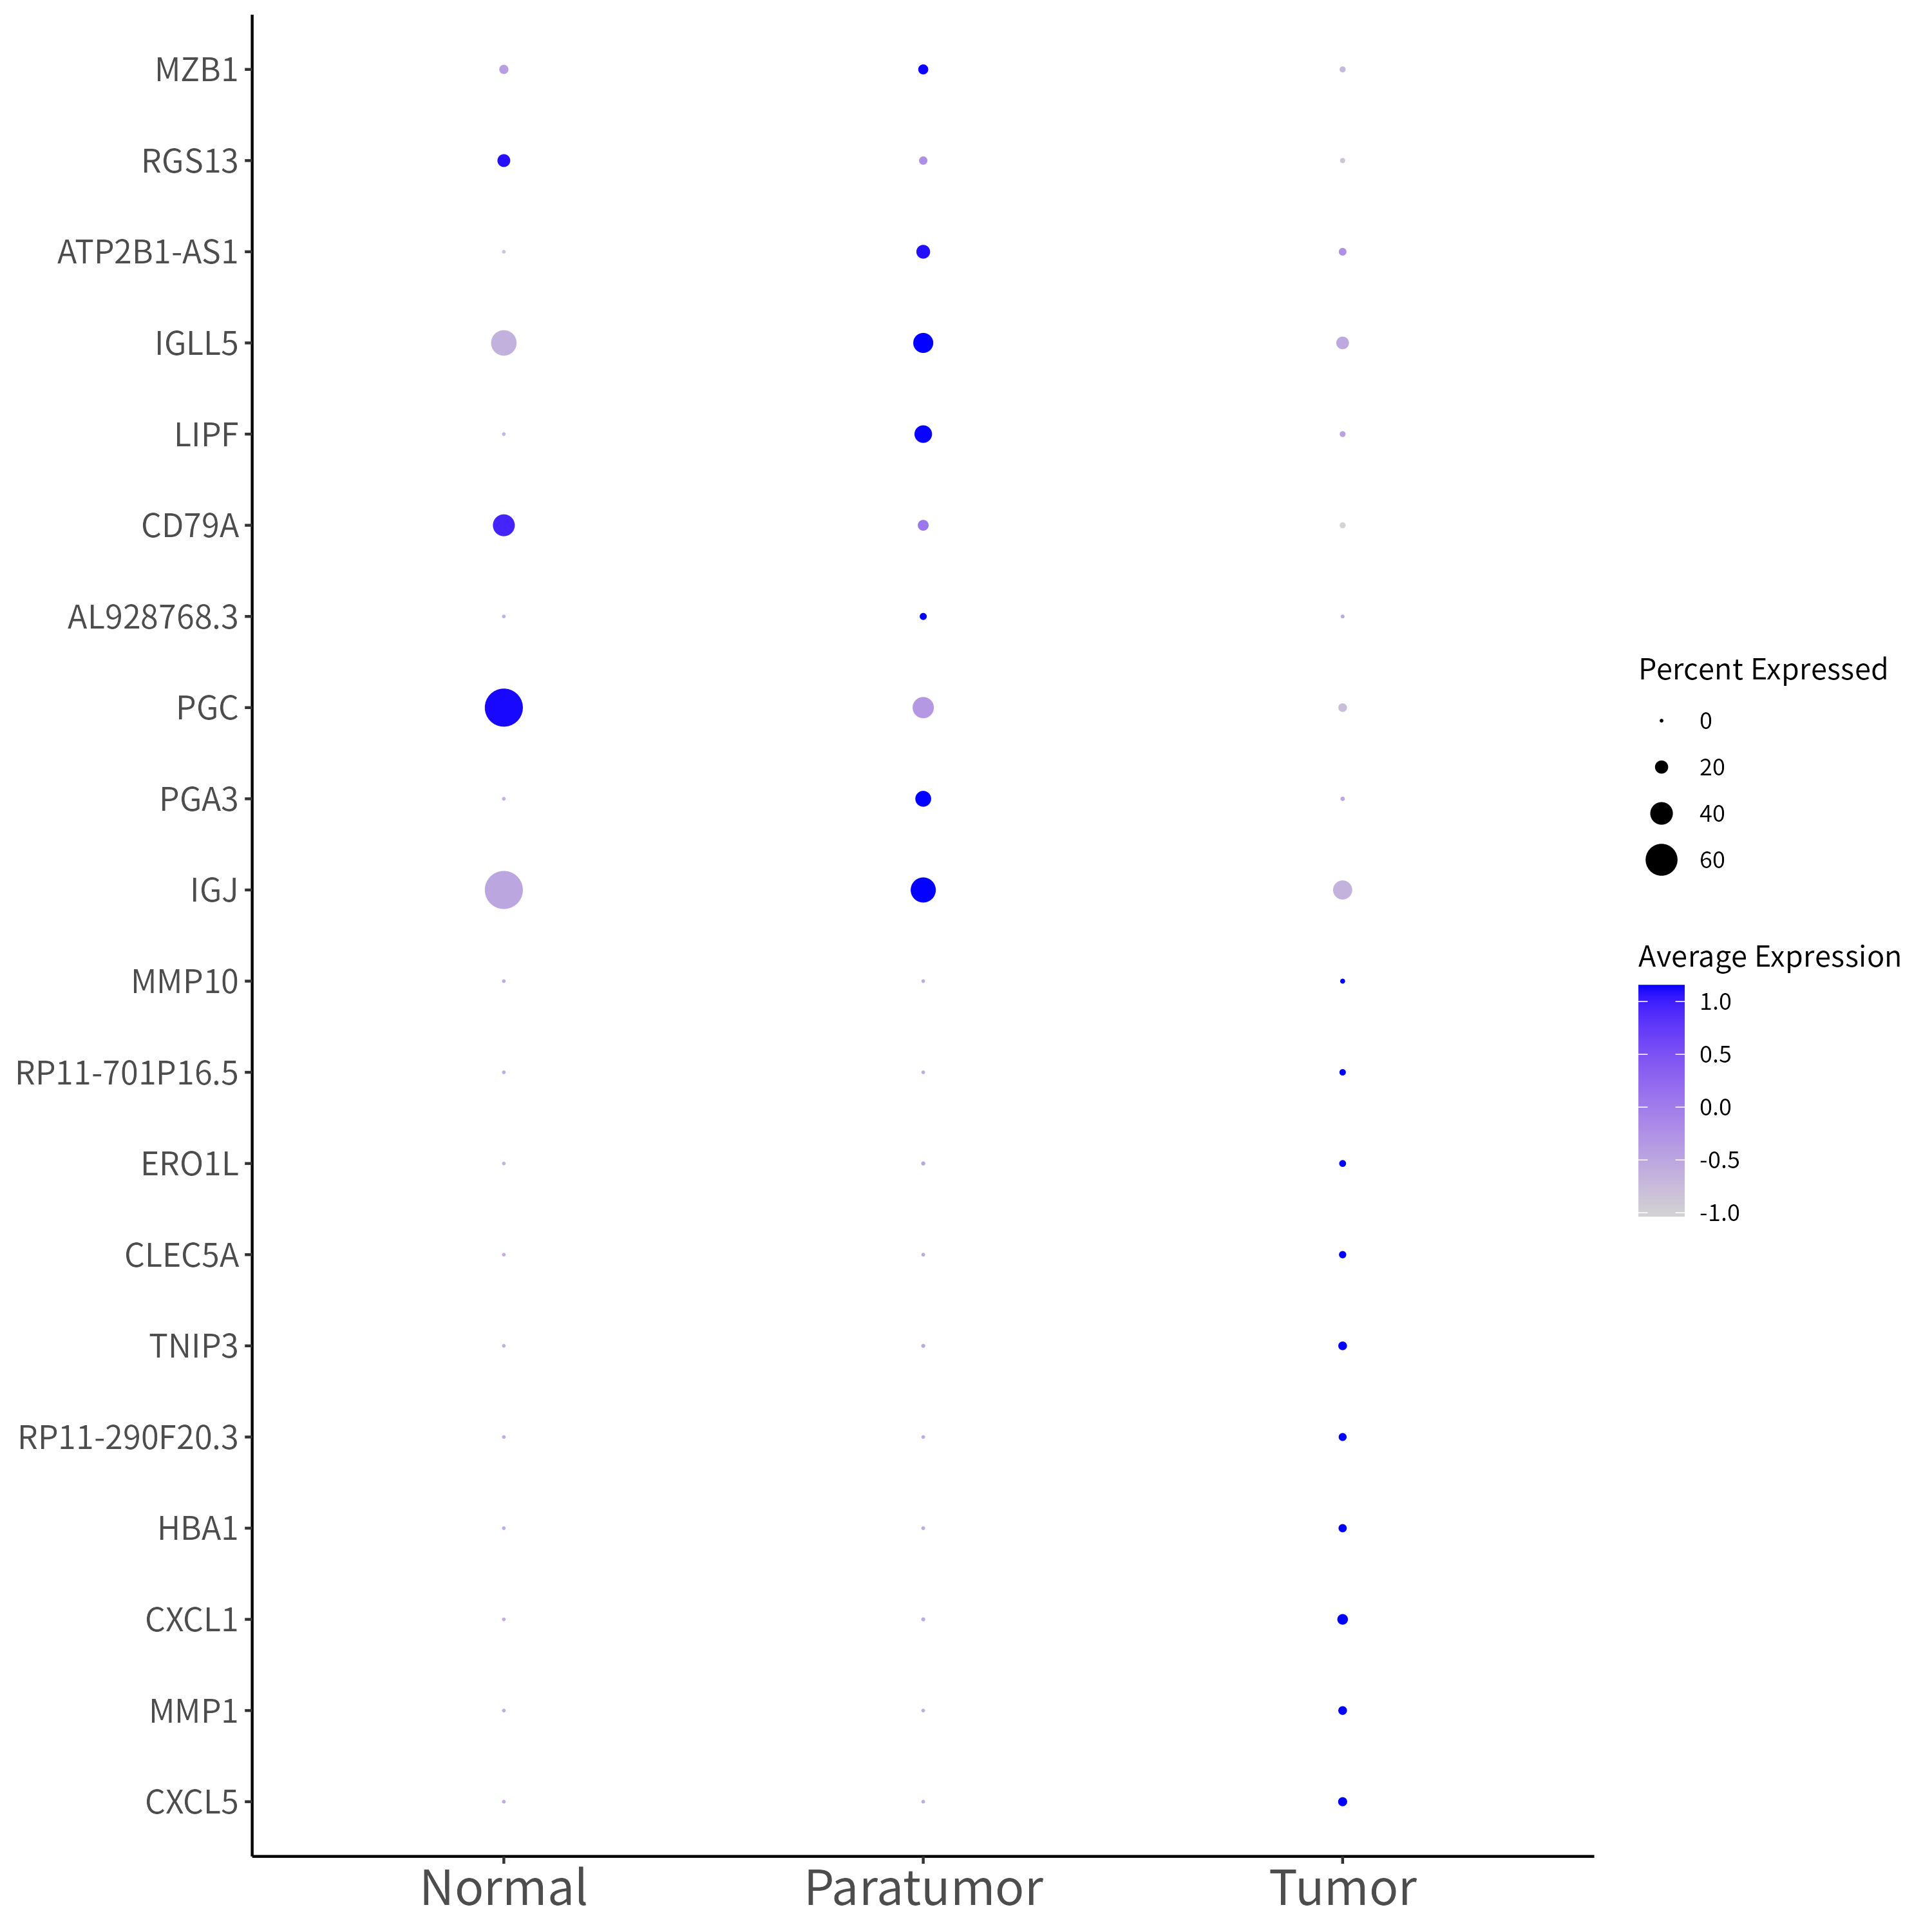 MZB1
RGS13
ATP2B1-AS1
IGLL5
LIPF
CD79A
AL928768.3
PGC
PGA3
IGJ
MMP10
RP11-701P16.5
ERO1L
CLEC5A
TNIP3
RP11-290F20.3
HBA1
CXCL1
MMP1
CXCL5
Normal Paratumor Tumor
Percent Expressed
0
20
40
60
Average Expression
1.0
0.5
0.0
-0.5
-1.0